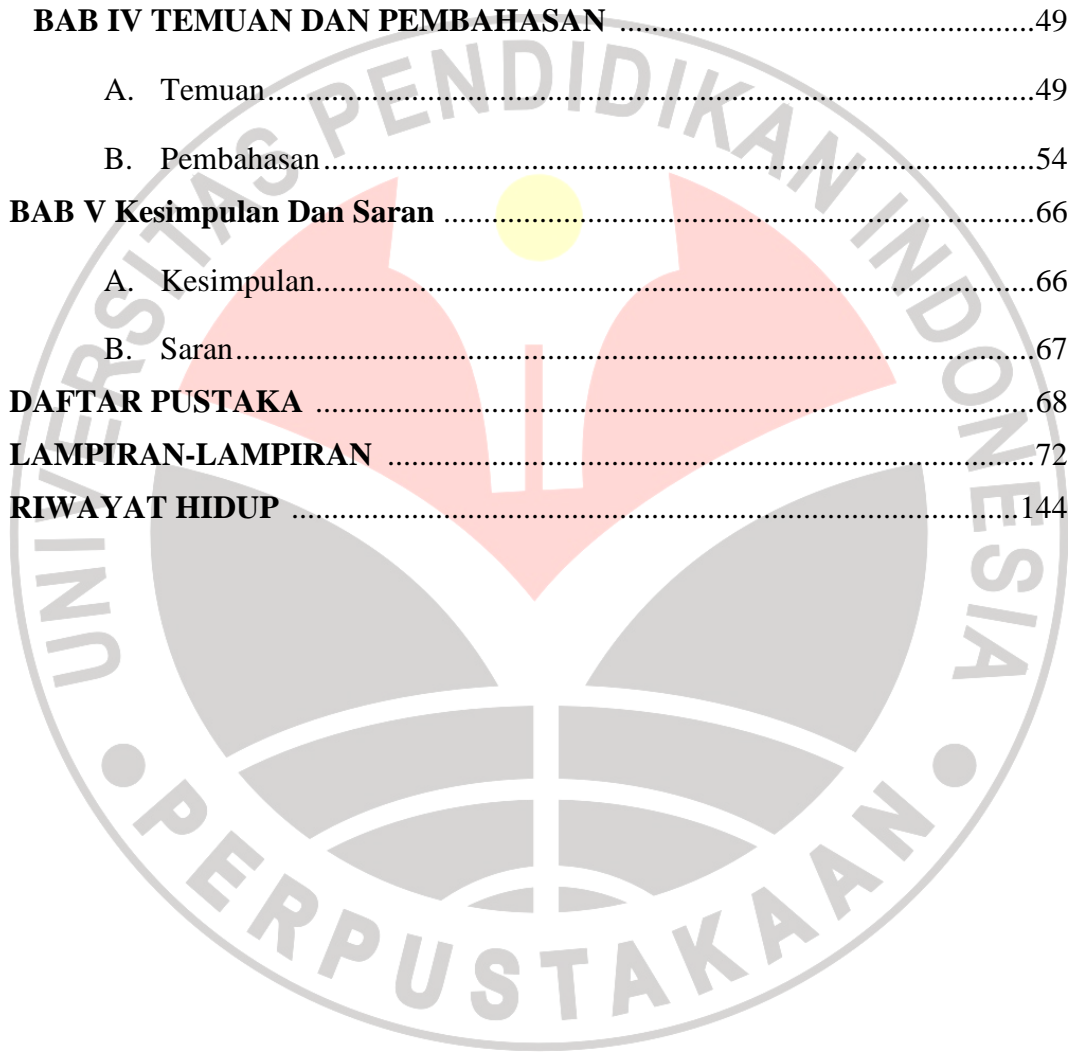 BAB IV TEMUAN DAN PEMBAHASAN ..................................................49
A. Temuan..................................................49
B. Pembahasan..................................................54
BAB V Kesimpulan Dan Saran ..................................................66
A. Kesimpulan..................................................66
B. Saran..................................................67
DAFTAR PUSTAKA ..................................................68
LAMPIRAN-LAMPIRAN ..................................................72
RIWAYAT HIDUP ..................................................144
UNIVERSITAS PENDIDIKAN INDONESIA
PERPUSTAKAAN